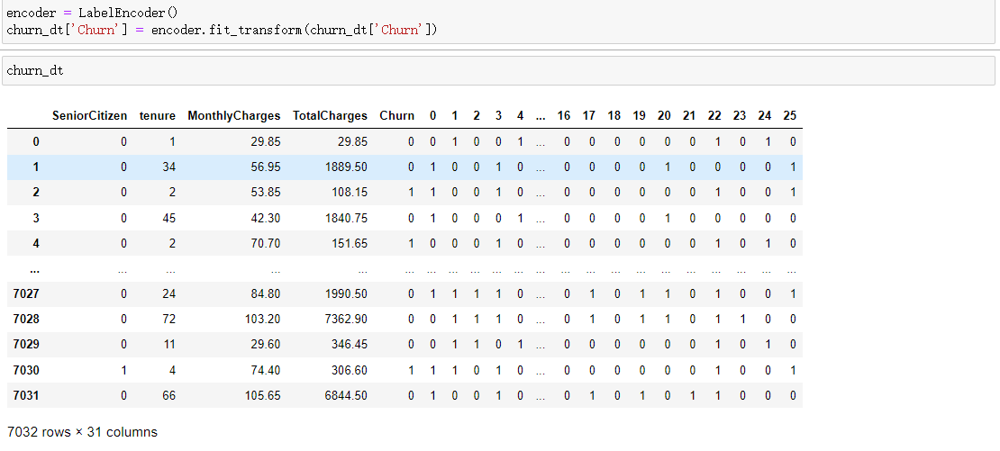 encoder = LabelEncoder()
churn_dt['Churn'] = encoder.fit_transform(churn_dt['Churn'])
churn_dt
SeniorCitizen tenure MonthlyCharges TotalCharges Churn 0 1 2 3 4 ... 16 17 18 19 20 21 22 23 24 25
0 0 1 29.85 29.85 0 0 1 0 0 1 ... 0 0 0 0 0 0 1 0 1 0
1 0 34 56.95 1889.50 0 1 0 0 1 0 ... 0 0 0 0 1 0 0 0 0 1
2 0 2 53.85 108.15 1 1 0 0 1 0 ... 0 0 0 0 0 0 1 0 0 1
3 0 45 42.30 1840.75 0 1 0 0 0 1 ... 0 0 0 0 1 0 0 0 0 0
4 0 2 70.70 151.65 1 0 0 0 1 0 ... 0 0 0 0 0 0 1 0 1 0
... ... ... ... ... ... ... ... ... ... ... ... ... ... ... ... ... ... ... ... ... ...
7027 0 24 84.80 1990.50 0 1 1 1 1 0 ... 0 1 0 1 1 0 1 0 0 1
7028 0 72 103.20 7362.90 0 0 1 1 1 0 ... 0 1 0 1 1 0 1 1 0 0
7029 0 11 29.60 346.45 0 0 1 1 0 1 ... 0 0 0 0 0 0 1 0 1 0
7030 1 4 74.40 306.60 1 1 1 0 1 0 ... 0 0 0 0 0 0 1 0 0 1
7031 0 66 105.65 6844.50 0 1 0 0 1 0 ... 0 1 0 1 0 1 1 0 0 0
7032 rows × 31 columns